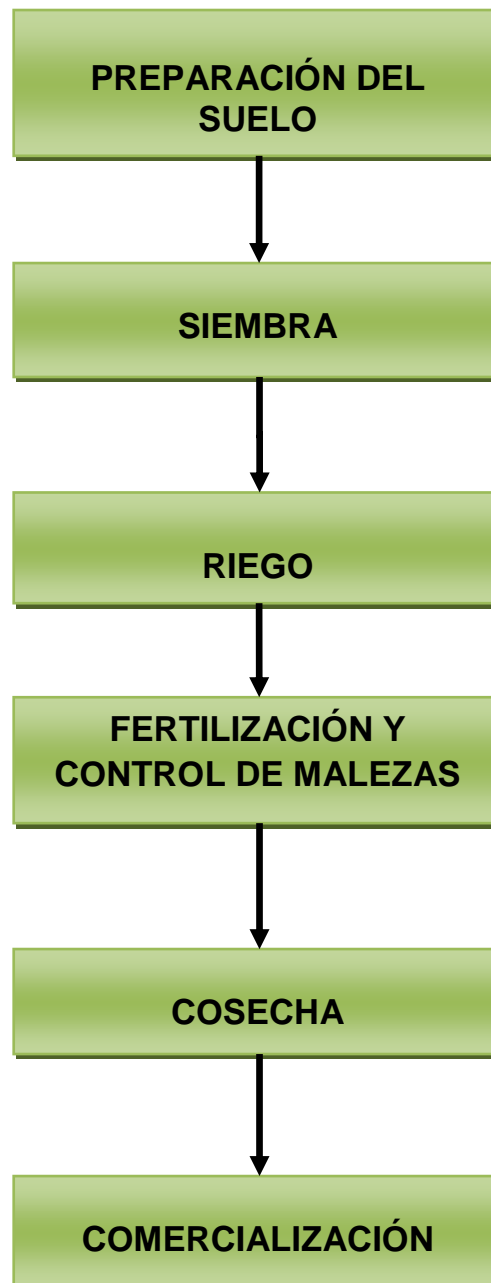 PREPARACIÓN DEL
SUELO
SIEMBRA
RIEGO
FERTILIZACIÓN Y
CONTROL DE MALEZAS
COSECHA
COMERCIALIZACIÓN